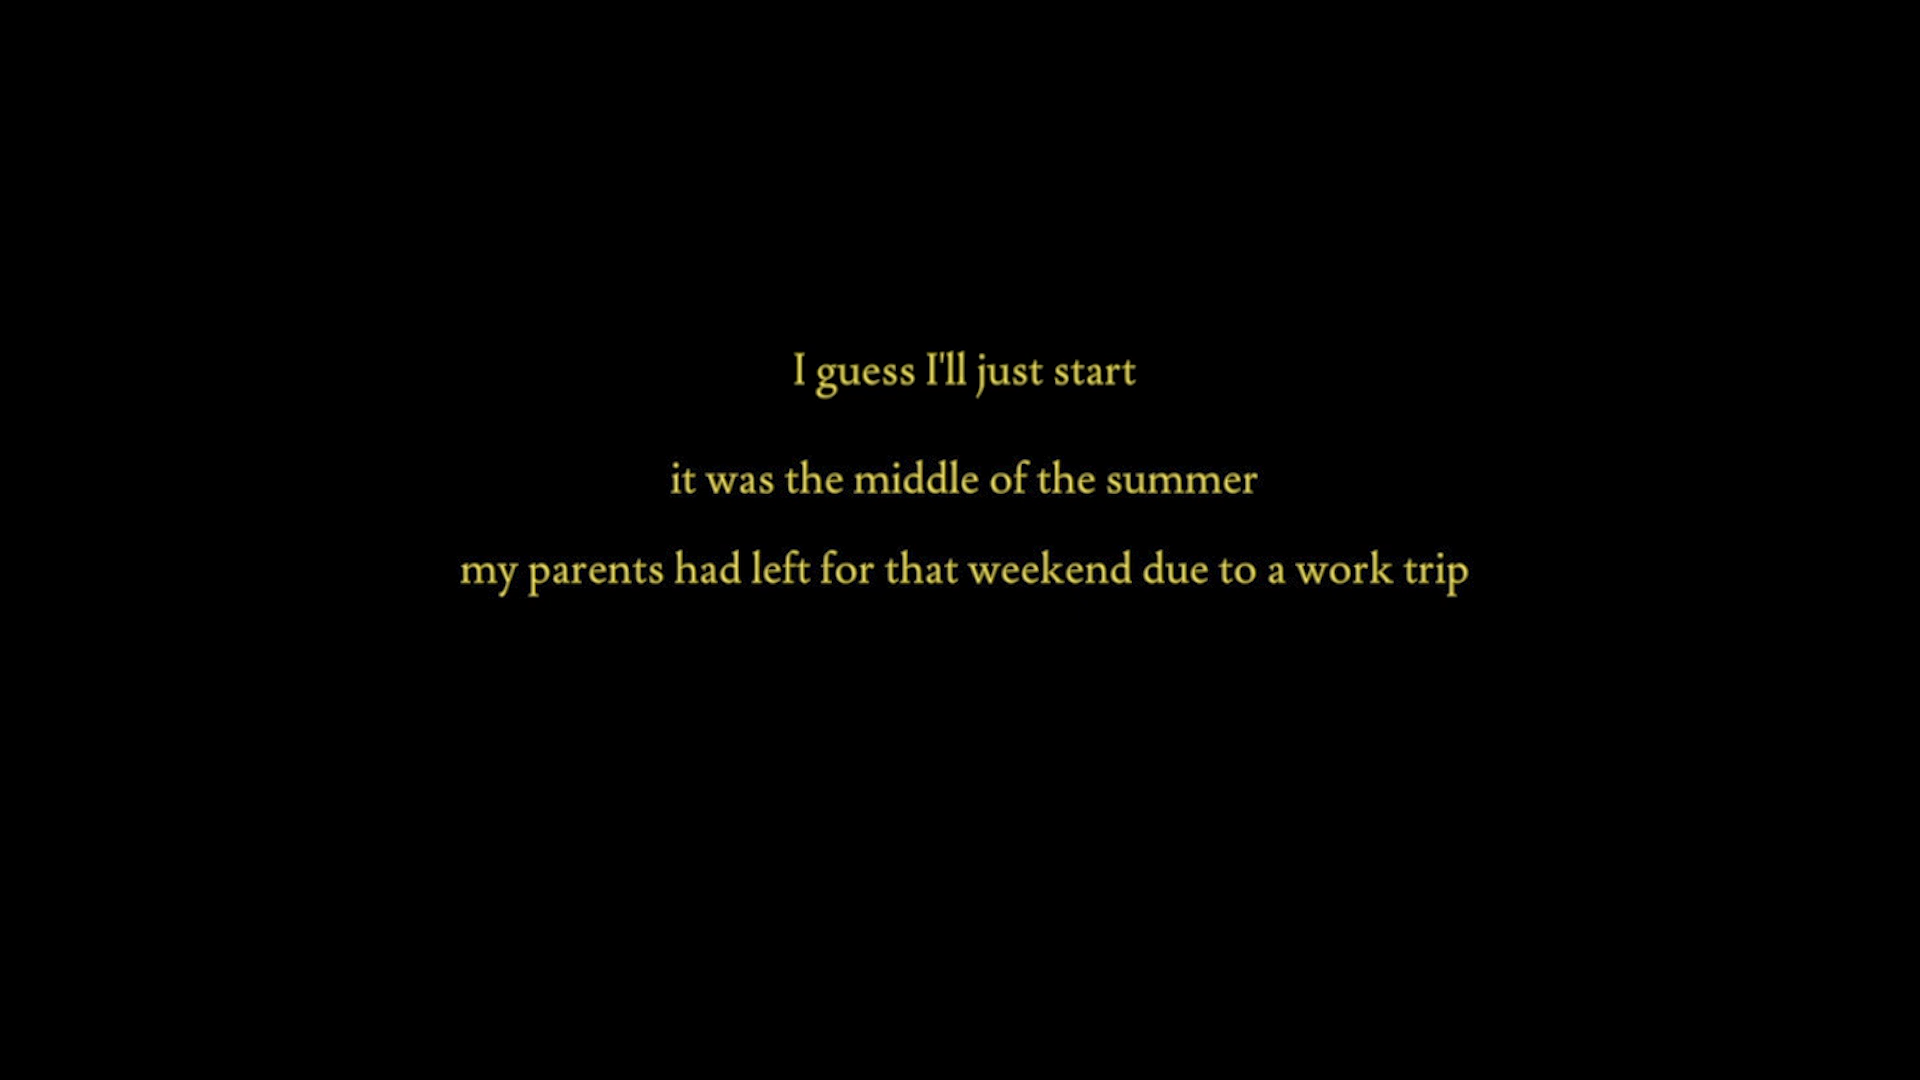 I guess I'll just start
it was the middle of the summer
my parents had left for that weekend due to a work trip